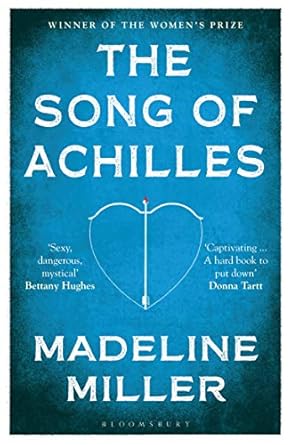 WINNER OF THE WOMEN'S PRIZE
THE
SONG OF
ACHILLES
‘Sexy,
dangerous,
mystical’
Bettany Hughes
‘Captivating ...
A hard book to
put down’
Donna Tartt
MADELINE
MILLER
BLOOMSBURY